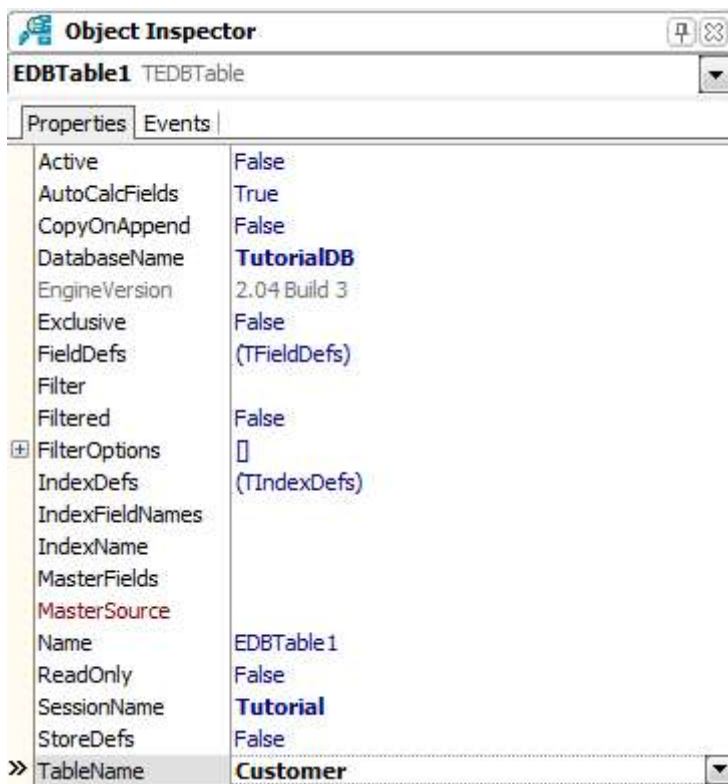 Object Inspector
EDBTable1 TEDBTable
Properties Events
Active False
AutoCalcFields True
CopyOnAppend False
DatabaseName TutorialDB
EngineVersion 2.04 Build 3
Exclusive False
FieldDefs (TFieldDefs)
Filter
Filtered False
FilterOptions []
IndexDefs (TIndexDefs)
IndexFieldNames
IndexName
MasterFields
MasterSource
Name EDBTable1
ReadOnly False
SessionName Tutorial
StoreDefs False
» TableName Customer